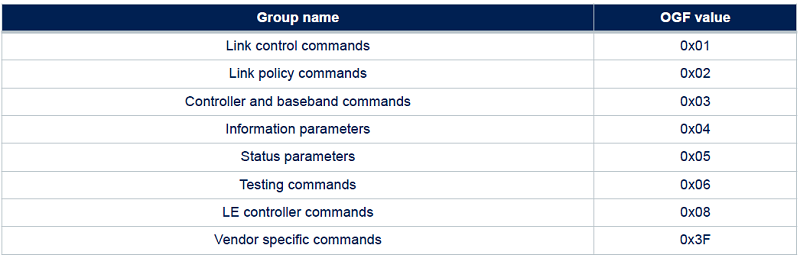 Group name OGF value
Link control commands 0x01
Link policy commands 0x02
Controller and baseband commands 0x03
Information parameters 0x04
Status parameters 0x05
Testing commands 0x06
LE controller commands 0x08
Vendor specific commands 0x3F